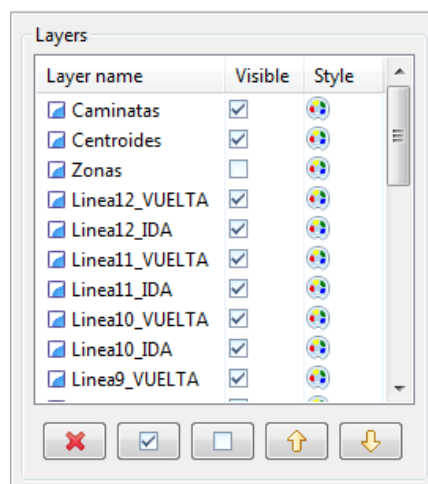 Layers
Layer name Visible Style
Caminatas
Centroides
Zonas
Linea12_VUELTA
Linea12_IDA
Linea11_VUELTA
Linea11_IDA
Linea10_VUELTA
Linea10_IDA
Linea9_VUELTA